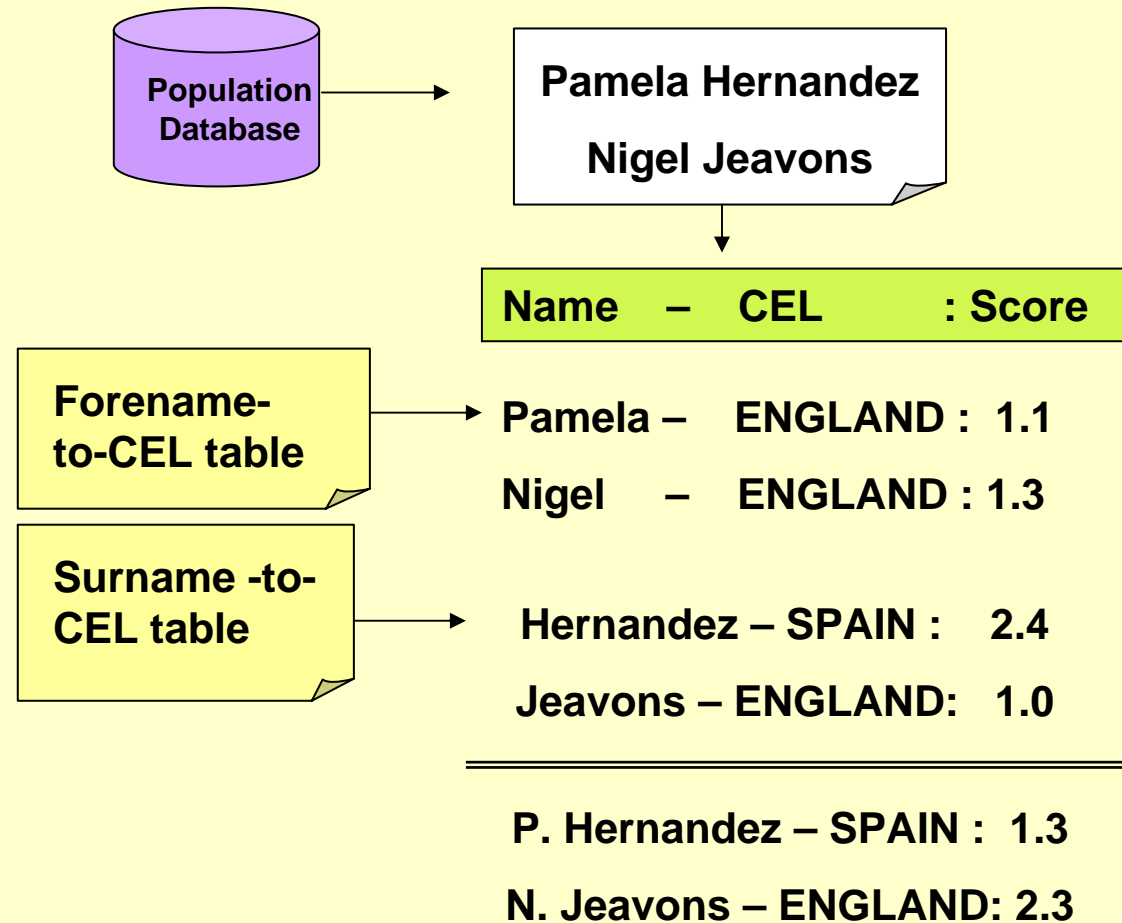 Population
Database
Pamela Hernandez
Nigel Jeavons
Name – CEL : Score
Forename-
to-CEL table
Pamela – ENGLAND : 1.1
Nigel – ENGLAND : 1.3
Surname -to-
CEL table
Hernandez – SPAIN : 2.4
Jeavons – ENGLAND: 1.0
P. Hernandez – SPAIN : 1.3
N. Jeavons – ENGLAND: 2.3